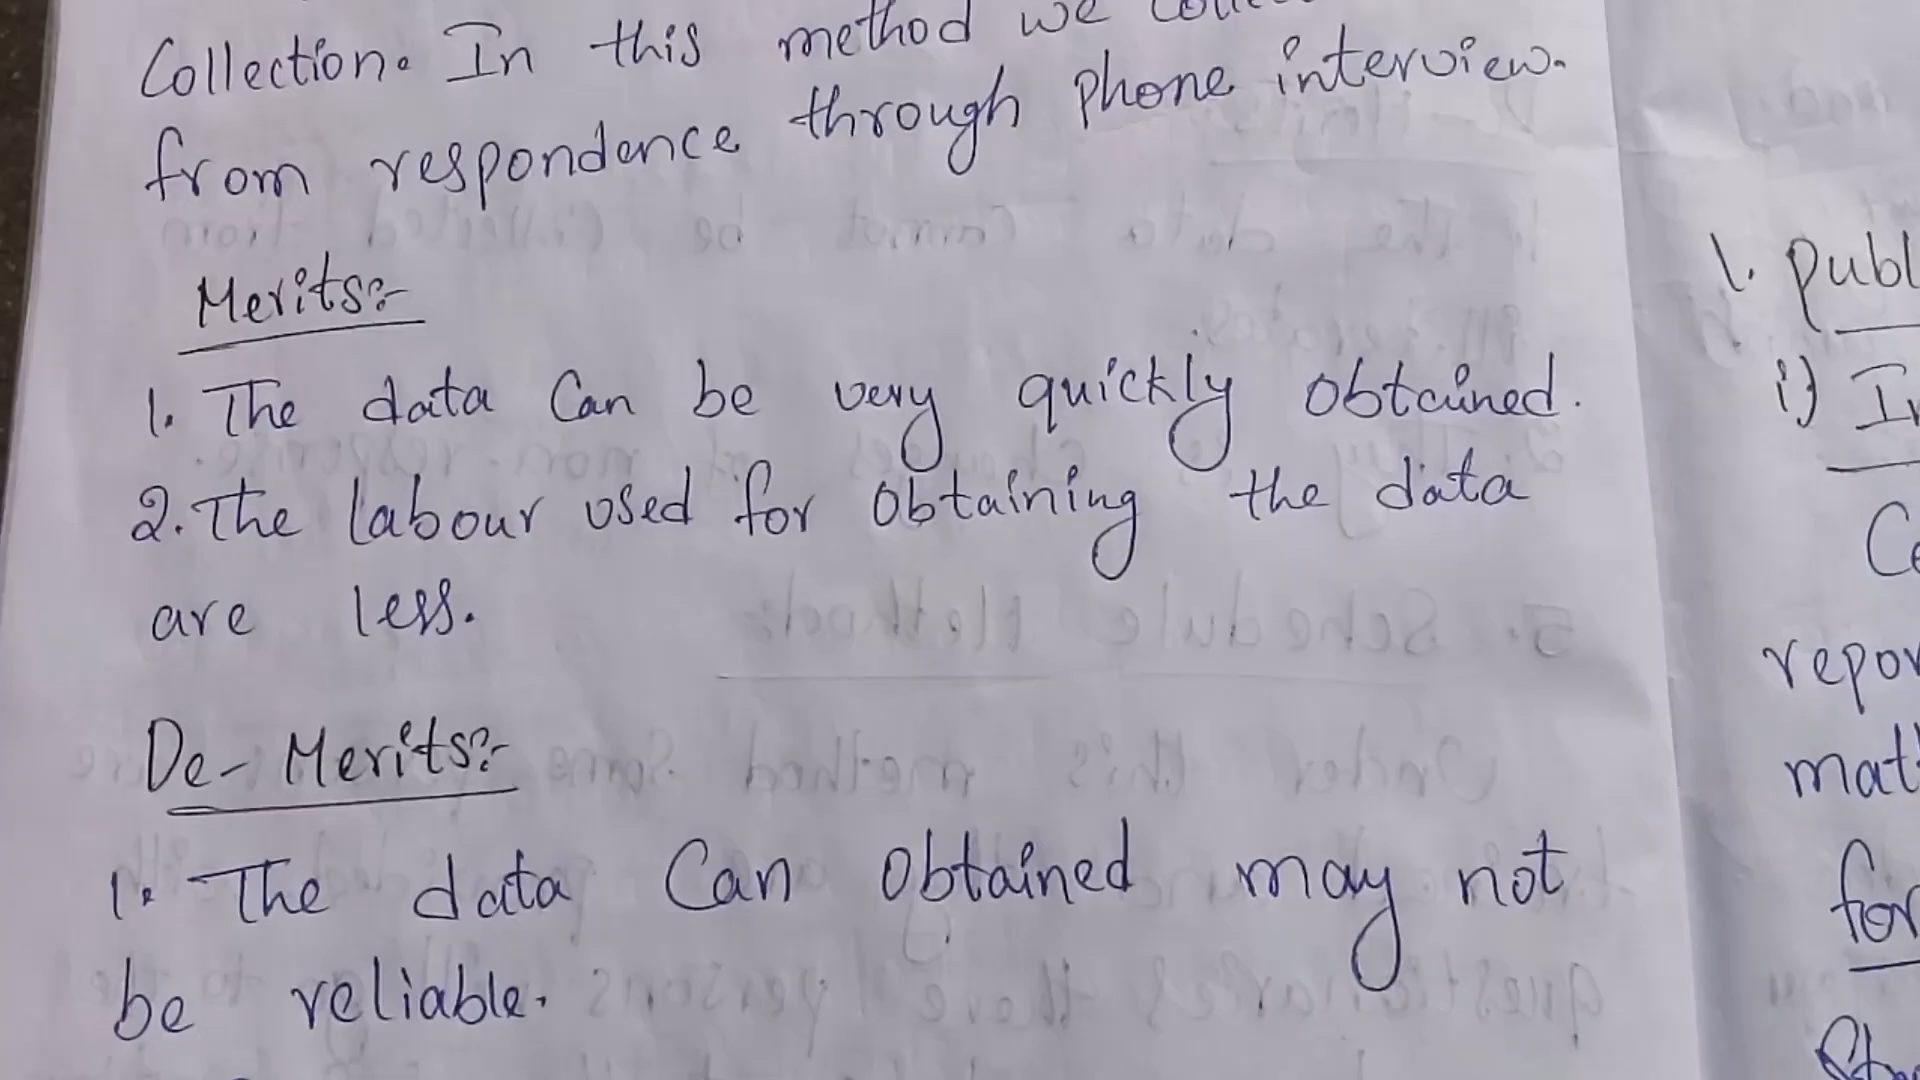 Collection. In this method we
from respondence through phone interview.
Merits:-
1. The data Can be very quickly obtained.
2. The labour used for obtaining the data
are less.
De-Merits:-
1. The data Can obtained may not
be reliable.
1. publ
i) In
Ce
repor
mat
for